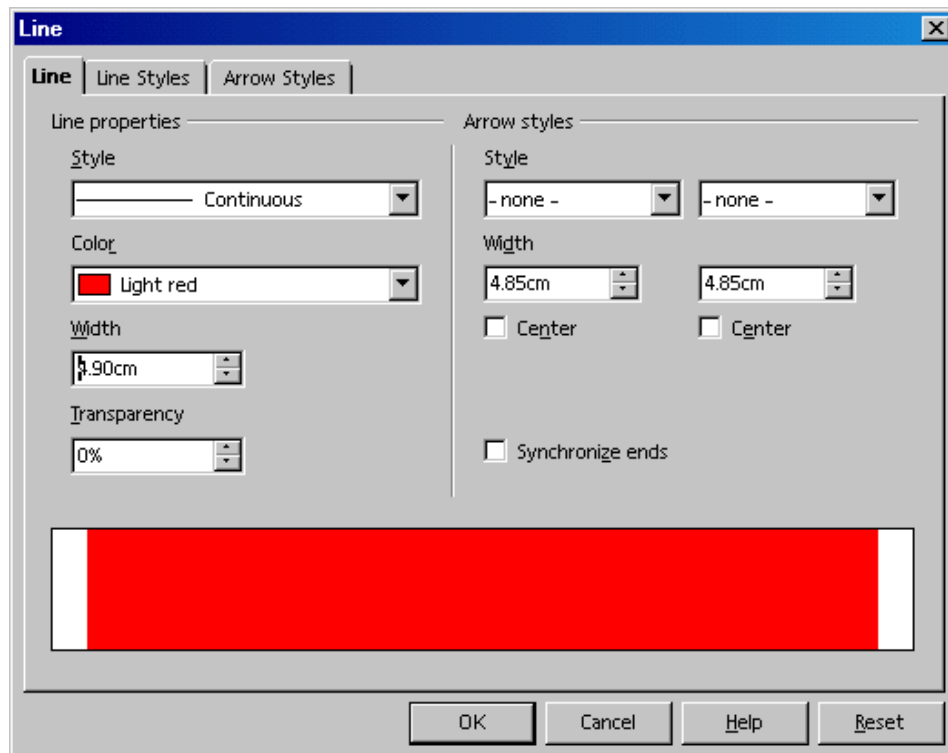 Line
Line Line Styles Arrow Styles
Line properties
Style
Continuous
Color
Light red
Width
.90cm
Transparency
0%
Arrow styles
Style
- none - - none -
Width
4.85cm 4.85cm
Center Center
Synchronize ends
OK Cancel Help Reset